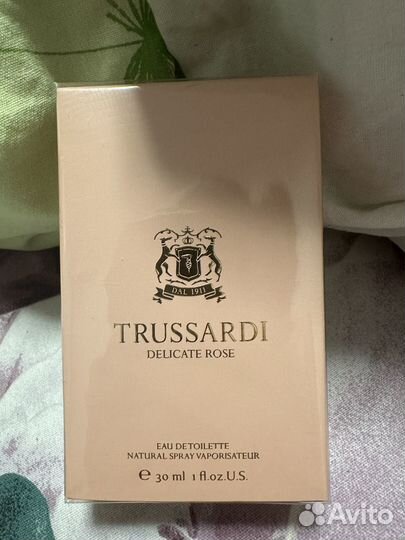 DAL 1911
TRUSSARDI
DELICATE ROSE
EAU DE TOILETTE
NATURAL SPRAY VAPORISATEUR
℮ 30 ml 1 fl.oz.U.S.
Avito